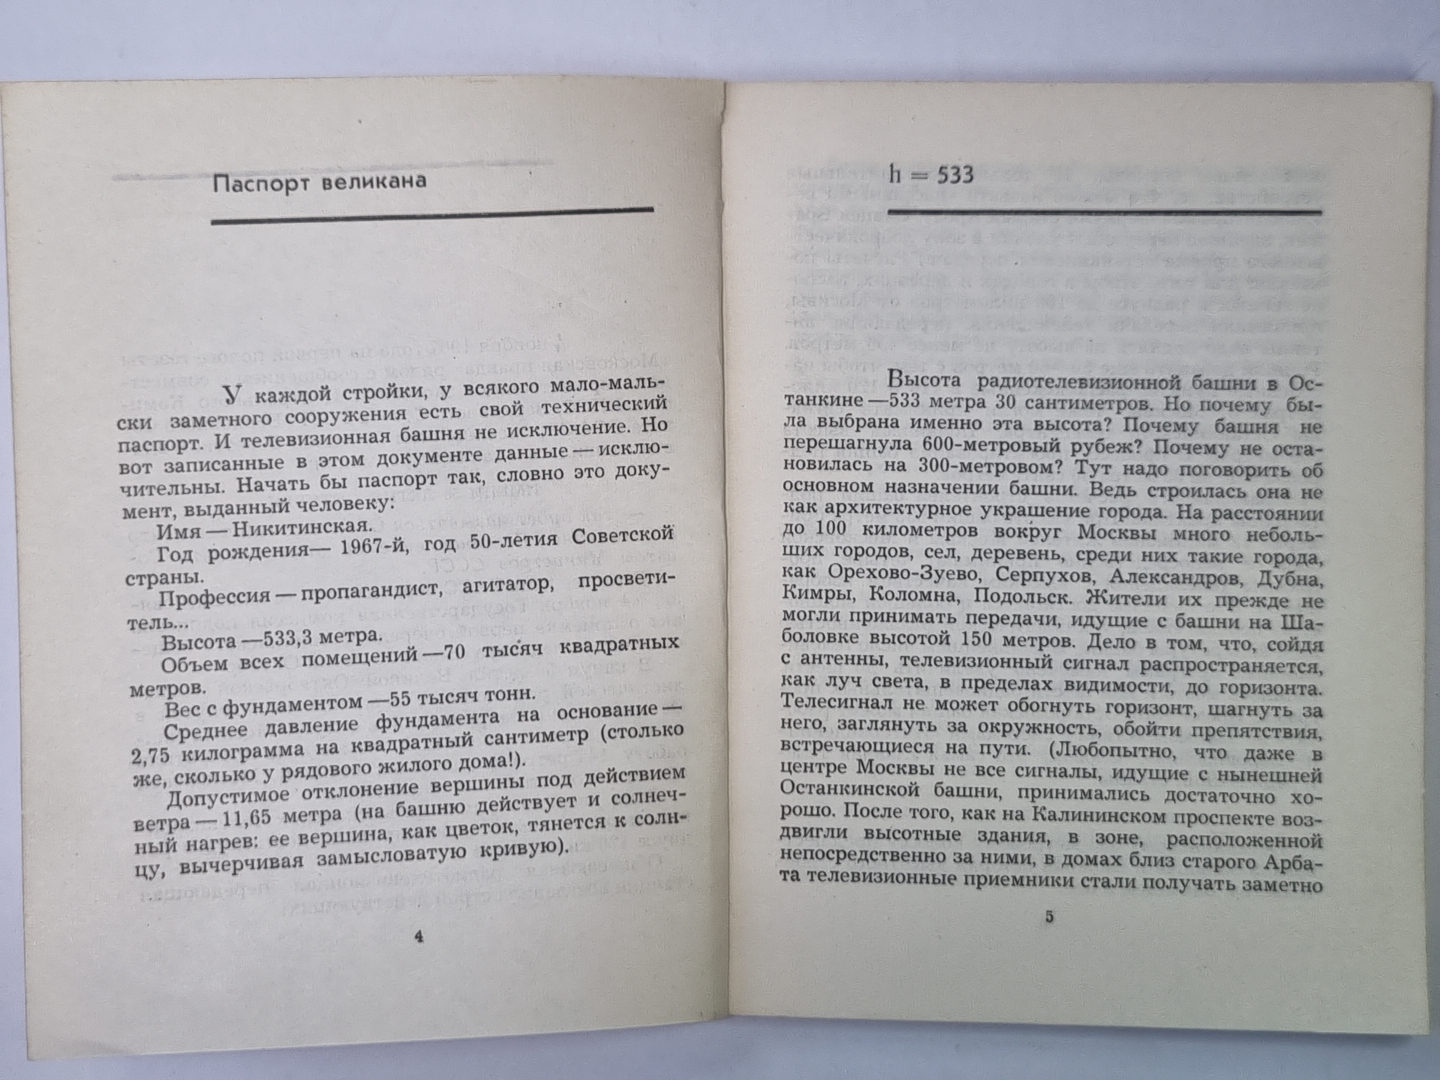 Паспорт великана
У каждой стройки, у всякого мало-маль-
ски заметного сооружения есть свой технический
паспорт. И телевизионная башня не исключение. Но
вот записанные в этом документе данные — исклю-
чительны. Начать бы паспорт так, словно это доку-
мент, выданный человеку:
Имя — Никитинская.
Год рождения — 1967-й, год 50-летия Советской
страны.
Профессия — пропагандист, агитатор, просвети-
тель...
Высота — 533,3 метра.
Объем всех помещений — 70 тысяч квадратных
метров.
Вес с фундаментом — 55 тысяч тонн.
Среднее давление фундамента на основание —
2,75 килограмма на квадратный сантиметр (столько
же, сколько у рядового жилого дома!).
Допустимое отклонение вершины под действием
ветра — 11,65 метра (на башню действует и солнеч-
ный нагрев: ее вершина, как цветок, тянется к солн-
цу, вычерчивая замысловатую кривую).
4
h = 533
Высота радиотелевизионной башни в Ос-
танкине — 533 метра 30 сантиметров. Но почему бы-
ла выбрана именно эта высота? Почему башня не
перешагнула 600-метровый рубеж? Почему не оста-
новилась на 300-метровом? Тут надо поговорить об
основном назначении башни. Ведь строилась она не
как архитектурное украшение города. На расстоянии
до 100 километров вокруг Москвы много неболь-
ших городов, сел, деревень, среди них такие города,
как Орехово-Зуево, Серпухов, Александров, Дубна,
Кимры, Коломна, Подольск. Жители их прежде не
могли принимать передачи, идущие с башни на Ша-
боловке высотой 150 метров. Дело в том, что, сойдя
с антенны, телевизионный сигнал распространяется,
как луч света, в пределах видимости, до горизонта.
Телесигнал не может обогнуть горизонт, шагнуть за
него, заглянуть за окружность, обойти препятствия,
встречающиеся на пути. (Любопытно, что даже в
центре Москвы не все сигналы, идущие с нынешней
Останкинской башни, принимались достаточно хо-
рошо. После того, как на Калининском проспекте воз-
двигли высотные здания, в зоне, расположенной
непосредственно за ними, в домах близ старого Арба-
та телевизионные приемники стали получать заметно
5